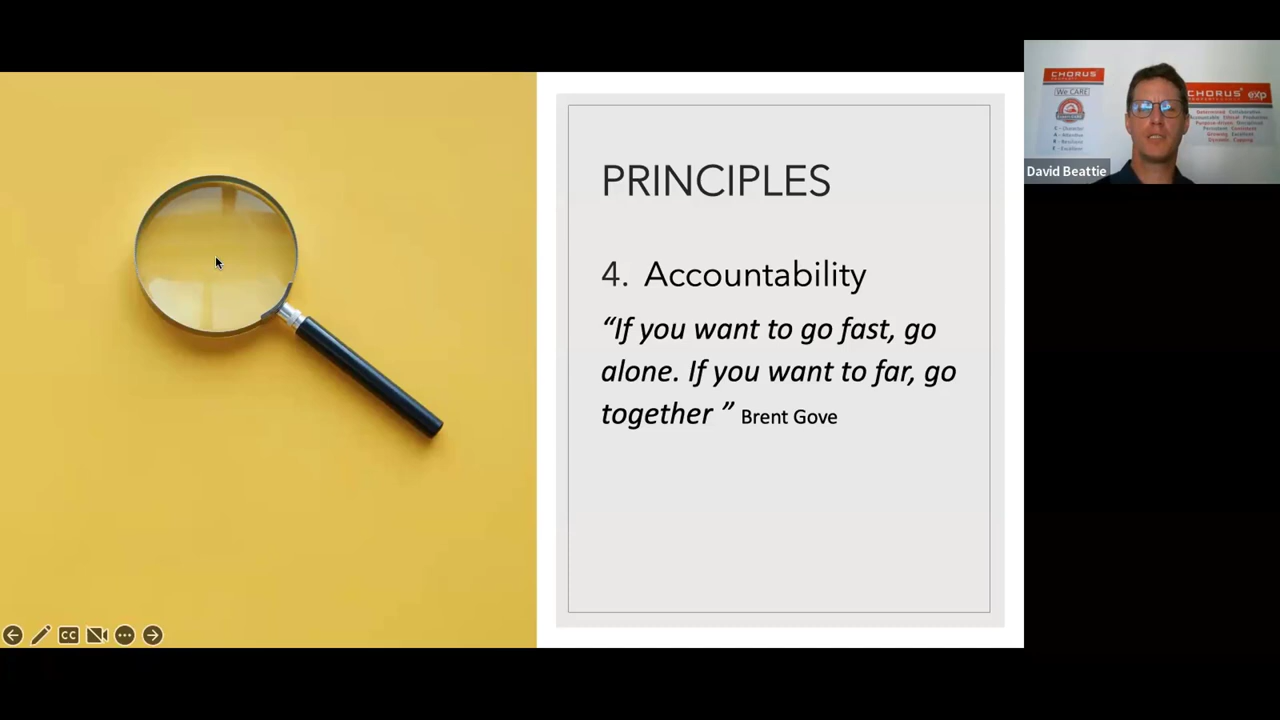 PRINCIPLES
4. Accountability
“If you want to go fast, go
alone. If you want to far, go
together ” Brent Gove
CC
CHORUS
We CARE
CHORUS
exp
David Beattie